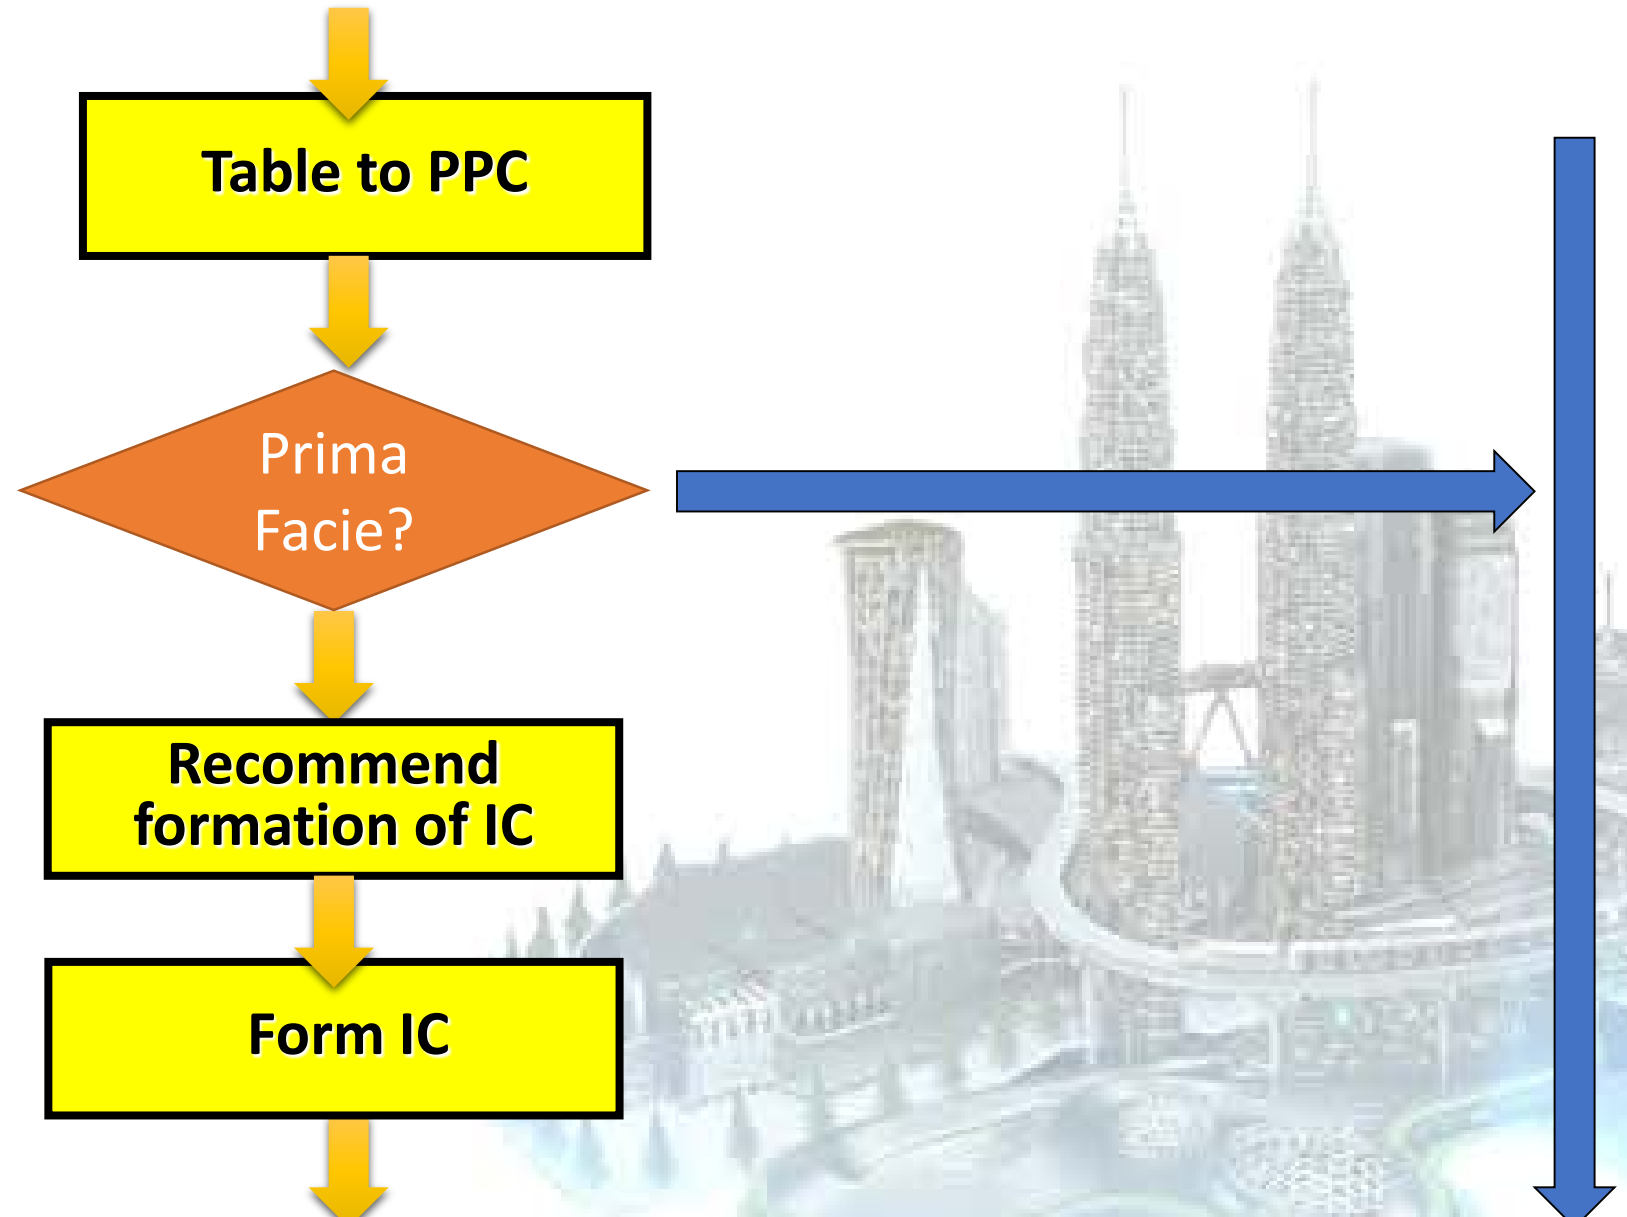 Table to PPC
Prima
Facie?
Recommend
formation of IC
Form IC